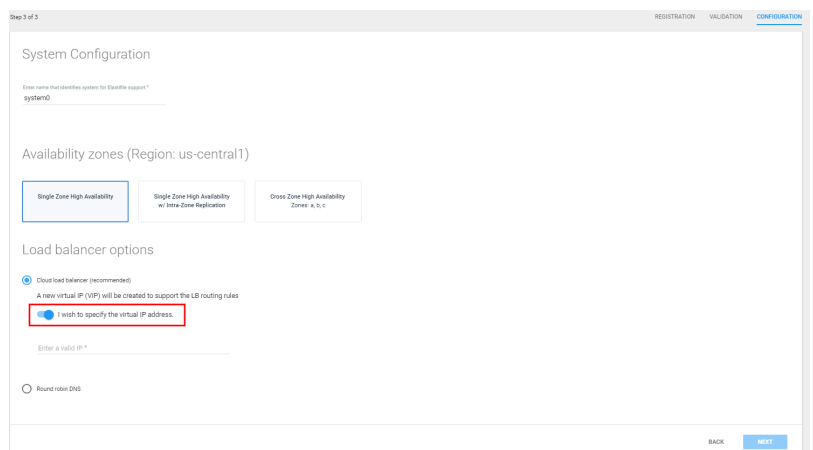 Step 3 of 3
REGISTRATION VALIDATION CONFIGURATION
System Configuration
Enter name that identifies system for Elastifile support *
system0
Availability zones (Region: us-central1)
Single Zone High Availability
Single Zone High Availability
w/ Intra-Zone Replication
Cross Zone High Availability
Zones: a, b, c
Load balancer options
Cloud load balancer (recommended)
A new virtual IP (VIP) will be created to support the LB routing rules
I wish to specify the virtual IP address.
Enter a valid IP *
Round robin DNS
BACK NEXT